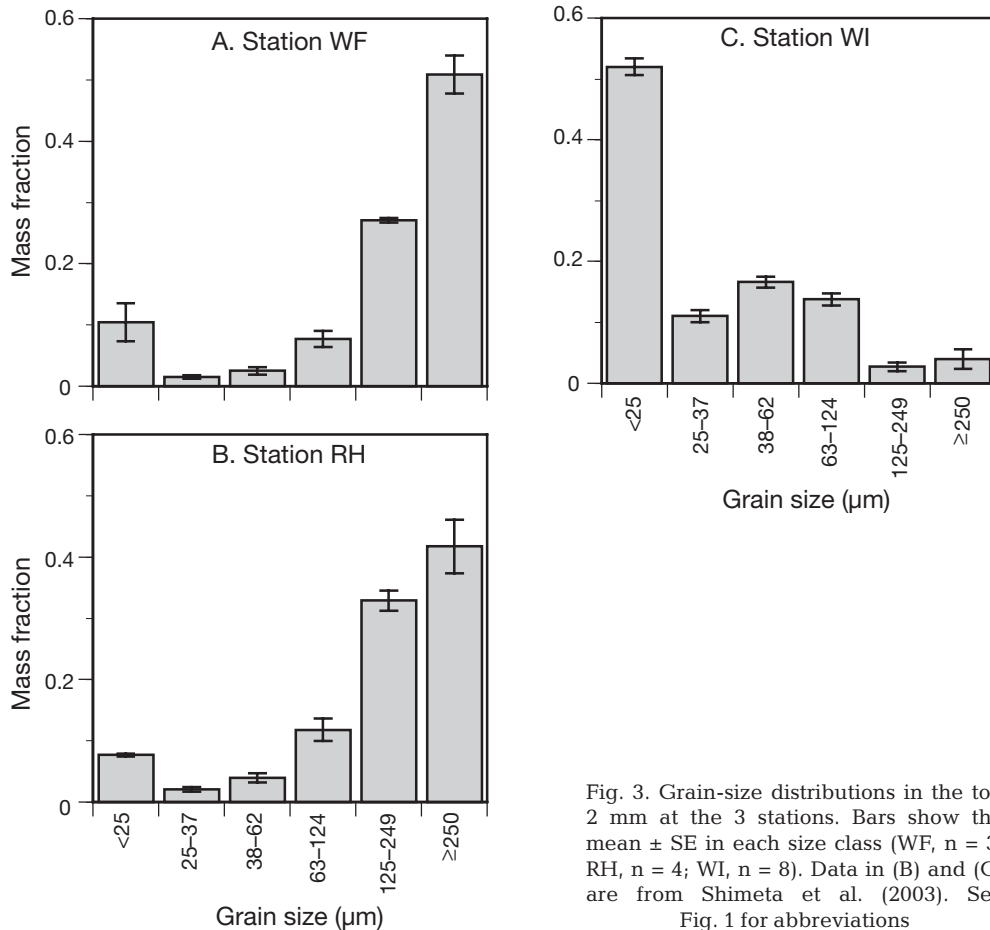 A. Station WF
Mass fraction
0.6
0.4
0.2
0
B. Station RH
Mass fraction
0.6
0.4
0.2
0
<25
25–37
38–62
63–124
125–249
≥250
Grain size (µm)
C. Station WI
0.6
0.4
0.2
0
<25
25–37
38–62
63–124
125–249
≥250
Grain size (µm)
Fig. 3. Grain-size distributions in the to
2 mm at the 3 stations. Bars show th
mean ± SE in each size class (WF, n = 3
RH, n = 4; WI, n = 8). Data in (B) and (C
are from Shimeta et al. (2003). Se
Fig. 1 for abbreviations